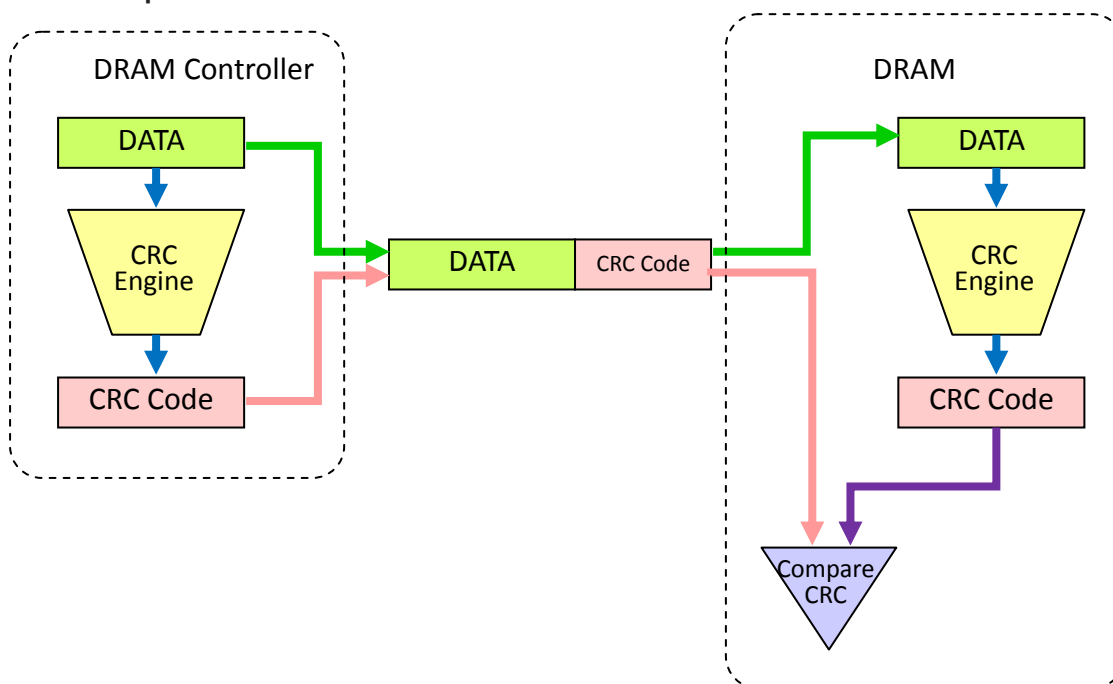 DRAM Controller
DATA
CRC
Engine
CRC Code
DATA
CRC Code
DRAM
DATA
CRC
Engine
CRC Code
Compare
CRC